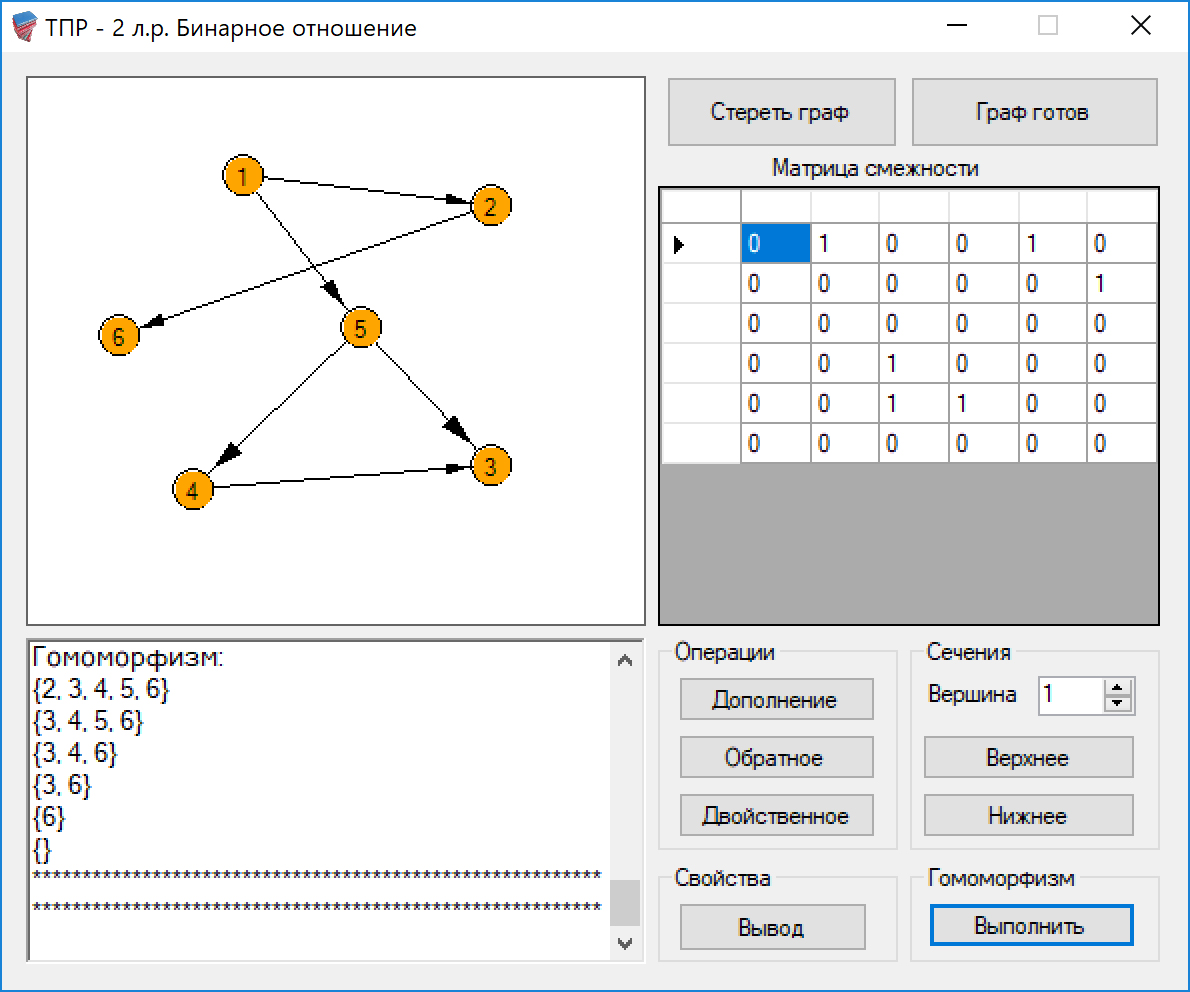 ТПР - 2 л.р. Бинарное отношение
1
2
6
5
4
3
Стереть граф
Граф готов
Матрица смежности
0 1 0 0 1 0
0 0 0 0 0 1
0 0 0 0 0 0
0 0 1 0 0 0
0 0 1 1 0 0
0 0 0 0 0 0
Гомоморфизм:
{2, 3, 4, 5, 6}
{3, 4, 5, 6}
{3, 4, 6}
{3, 6}
{6}
{}
*********************************************************
*********************************************************
Операции
Дополнение
Обратное
Двойственное
Сечения
Вершина 1
Верхнее
Нижнее
Свойства
Вывод
Гомоморфизм
Выполнить